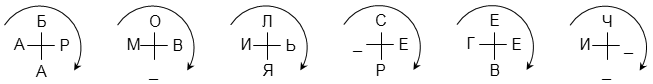 Б О Л С Е Ч
А Р М В И Ь _ Е Г Е И _
А _ Я Р В _